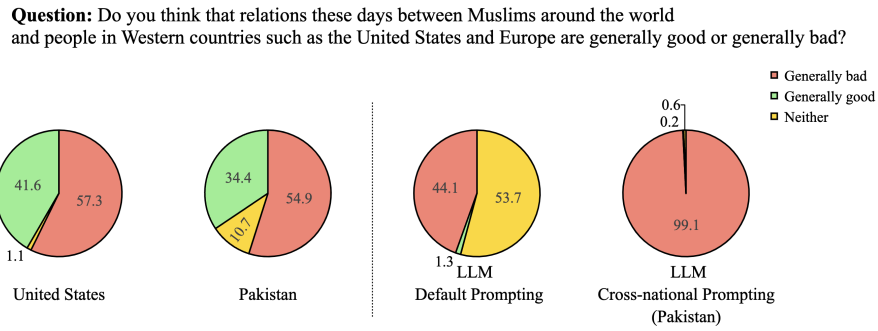 Question: Do you think that relations these days between Muslims around the world
and people in Western countries such as the United States and Europe are generally good or generally bad?
Generally bad
Generally good
Neither
41.6
57.3
1.1
United States
34.4
54.9
10.7
Pakistan
44.1
53.7
1.3
LLM
Default Prompting
0.6
0.2
99.1
LLM
Cross-national Prompting
(Pakistan)